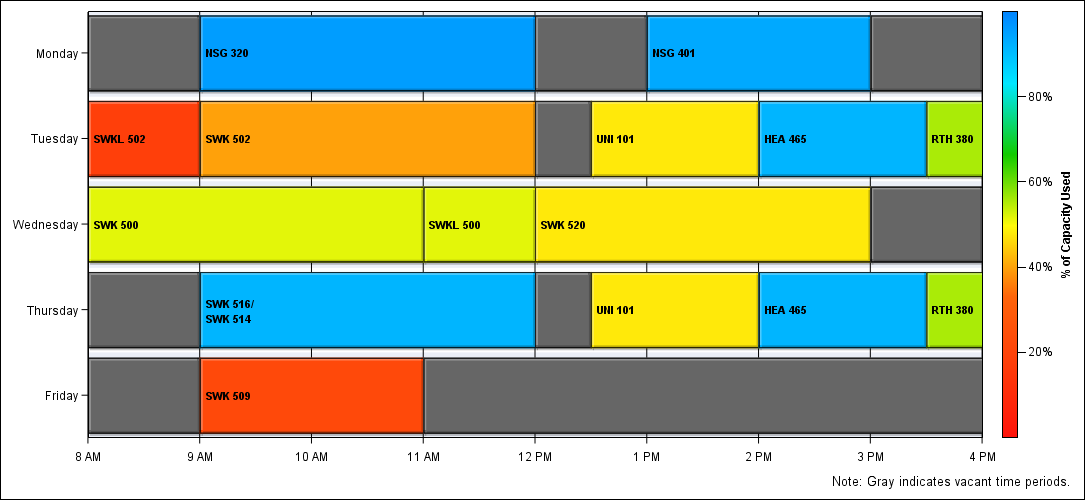 Monday
NSG 320
NSG 401
Tuesday
SWKL 502
SWK 502
UNI 101
HEA 465
RTH 380
Wednesday
SWK 500
SWKL 500
SWK 520
Thursday
SWK 516/
SWK 514
UNI 101
HEA 465
RTH 380
Friday
SWK 509
8 AM 9 AM 10 AM 11 AM 12 PM 1 PM 2 PM 3 PM 4 PM
80%
60%
40%
20%
% of Capacity Used
Note: Gray indicates vacant time periods.